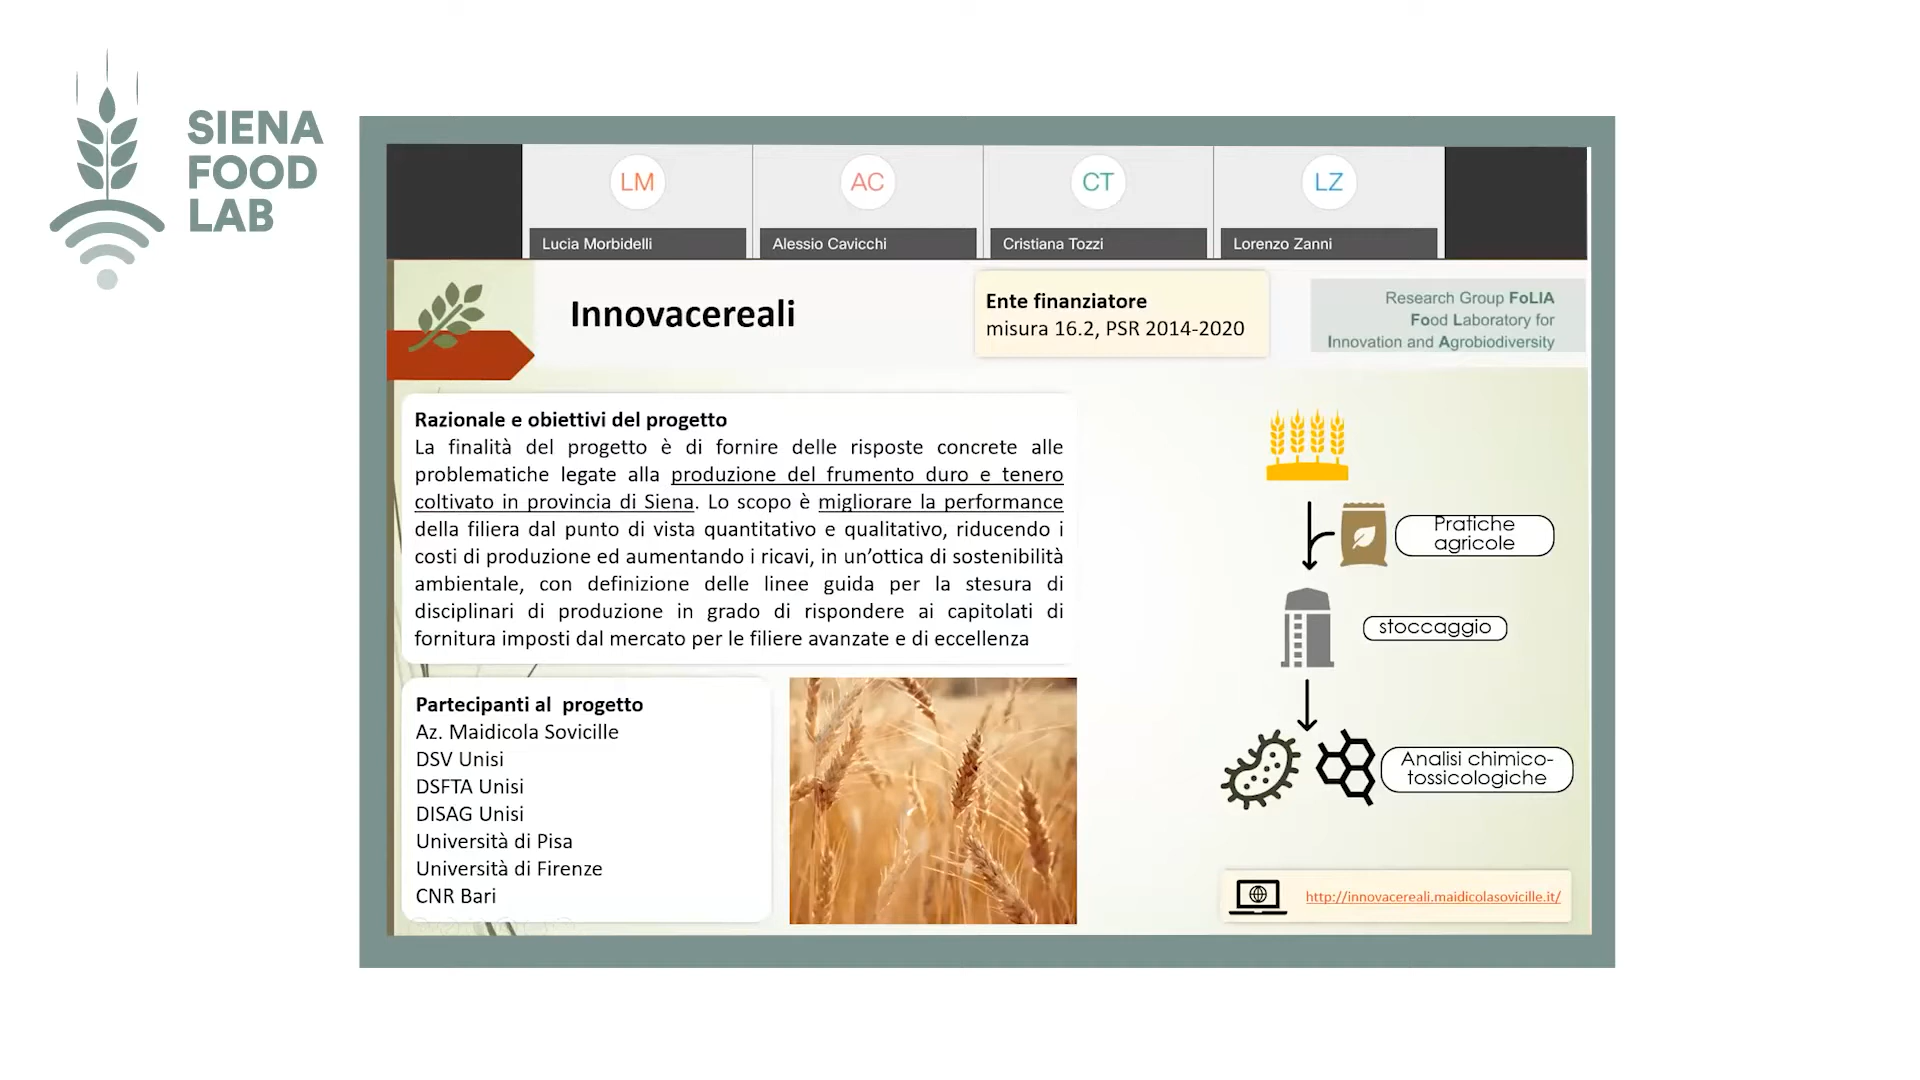 SIENA
FOOD
LAB
LM
AC
CT
LZ
Lucia Morbidelli
Alessio Cavicchi
Cristiana Tozzi
Lorenzo Zanni
Innovacereali
Ente finanziatore
misura 16.2, PSR 2014-2020
Research Group FoLIA
Food Laboratory for
Innovation and Agrobiodiversity
Razionale e obiettivi del progetto
La finalità del progetto è di fornire delle risposte concrete alle
problematiche legate alla produzione del frumento duro e tenero
coltivato in provincia di Siena. Lo scopo è migliorare la performance
della filiera dal punto di vista quantitativo e qualitativo, riducendo i
costi di produzione ed aumentando i ricavi, in un’ottica di sostenibilità
ambientale, con definizione delle linee guida per la stesura di
disciplinari di produzione in grado di rispondere ai capitolati di
fornitura imposti dal mercato per le filiere avanzate e di eccellenza
Partecipanti al progetto
Az. Maidicola Sovicille
DSV Unisi
DSFTA Unisi
DISAG Unisi
Università di Pisa
Università di Firenze
CNR Bari
Pratiche
agricole
stoccaggio
Analisi chimico-
tossicologiche
http://innovacereali.maidicolasovicille.it/